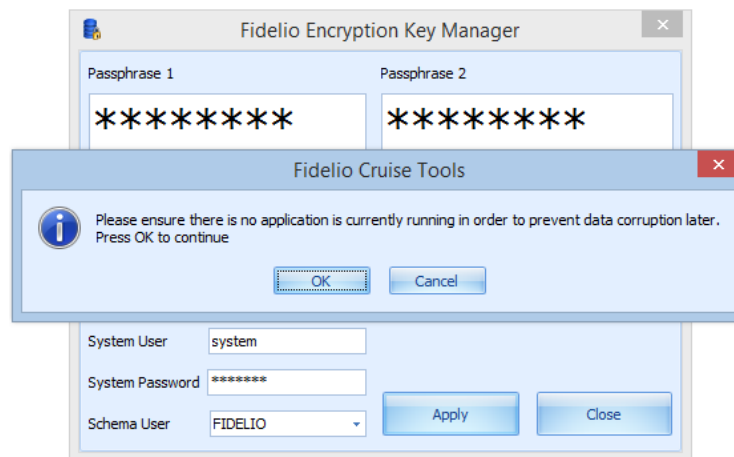 Fidelio Encryption Key Manager
Passphrase 1
Passphrase 2
********
********
Fidelio Cruise Tools
Please ensure there is no application is currently running in order to prevent data corruption later.
Press OK to continue
OK
Cancel
System User
system
System Password
*******
Schema User
FIDELIO
Apply
Close